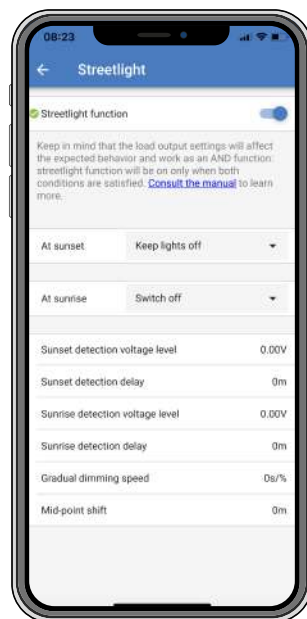 08:23
Streetlight
Streetlight function
Keep in mind that the load output settings will affect
the expected behavior and work as an AND function:
streetlight function will be on only when both
conditions are satisfied. Consult the manual to learn
more.
At sunset Keep lights off
At sunrise Switch off
Sunset detection voltage level 0.00V
Sunset detection delay 0m
Sunrise detection voltage level 0.00V
Sunrise detection delay 0m
Gradual dimming speed 0s/%
Mid-point shift 0m